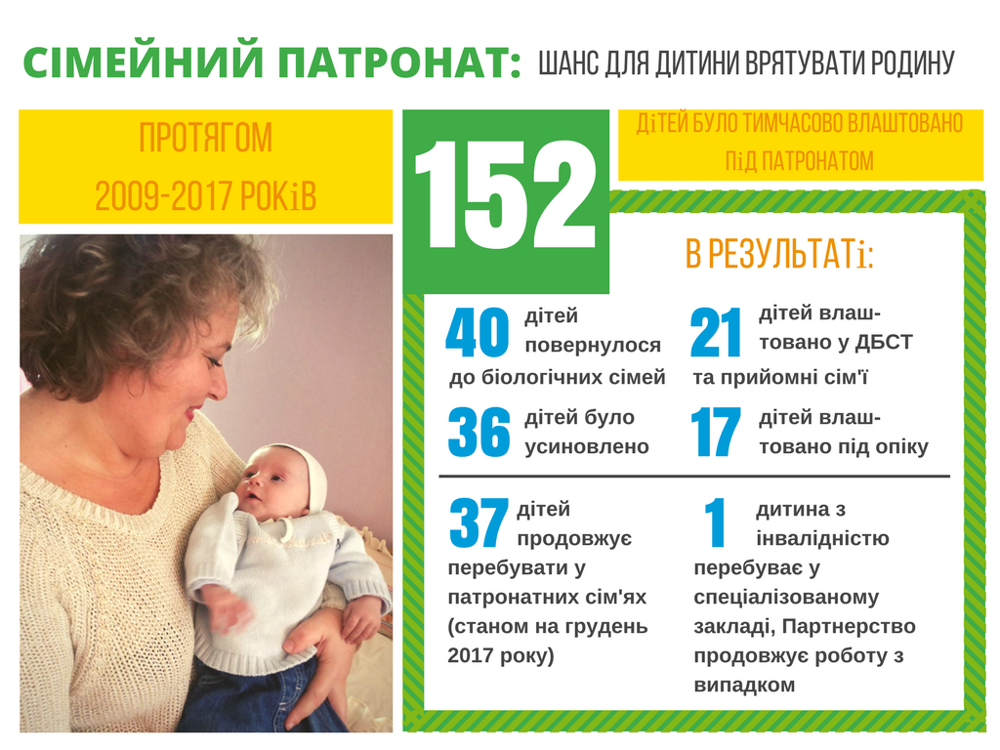 СІМЕЙНИЙ ПАТРОНАТ: ШАНС ДЛЯ ДИТИНИ ВРЯТУВАТИ РОДИНУ
ПРОТЯГОМ
2009-2017 РОКіВ
152
ДіТЕЙ БУЛО ТИМЧАСОВО ВЛАШТОВАНО
ПіД ПАТРОНАТОМ
В РЕЗУЛЬТАТі:
40 дітей
повернулося
до біологічних сімей
21 дітей влаш-
товано у ДБСТ
та прийомні сім'ї
36 дітей було
усиновлено
17 дітей влаш-
товано під опіку
37 дітей
продовжує
перебувати у
патронатних сім'ях
(станом на грудень
2017 року)
1 дитина з
інвалідністю
перебуває у
спеціалізованому
закладі, Партнерство
продовжує роботу з
випадком